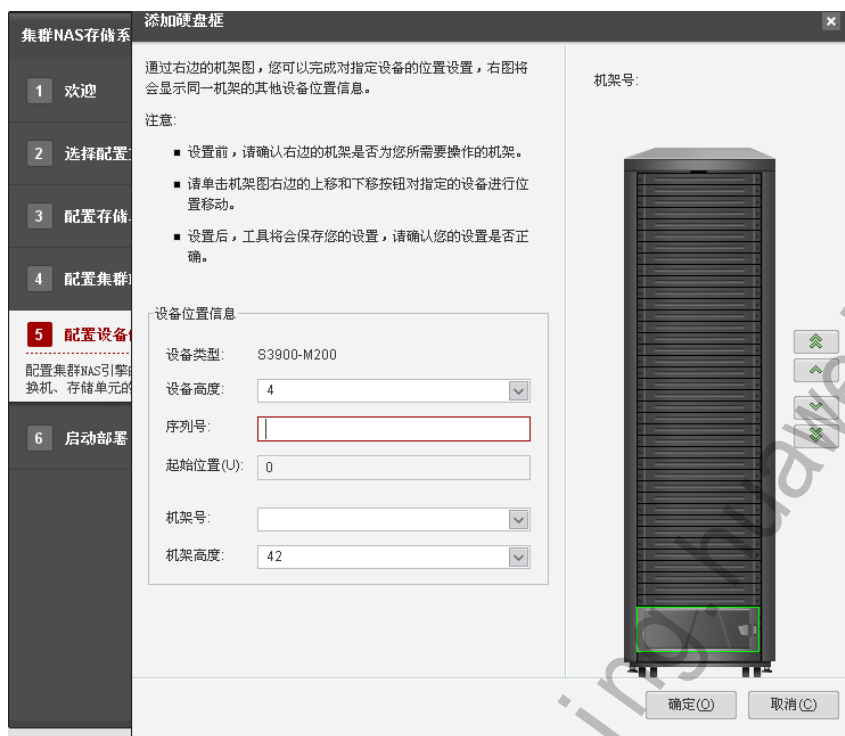 集群NAS存储系
1 欢迎
2 选择配置
3 配置存储
4 配置集群
5 配置设备
配置集群NAS引擎
换机、存储单元的
6 启动部署
添加硬盘框
通过右边的机架图，您可以完成对指定设备的位置设置，右图将
会显示同一机架的其他设备位置信息。
注意:
■ 设置前，请确认右边的机架是否为您所需要操作的机架。
■ 请单击机架图右边的上移和下移按钮对指定的设备进行位
置移动。
■ 设置后，工具将会保存您的设置，请确认您的设置是否正
确。
设备位置信息
设备类型: S3900-M200
设备高度: 4
序列号:
起始位置(U): 0
机架号:
机架高度: 42
机架号:
确定(O) 取消(C)
ing.huawe